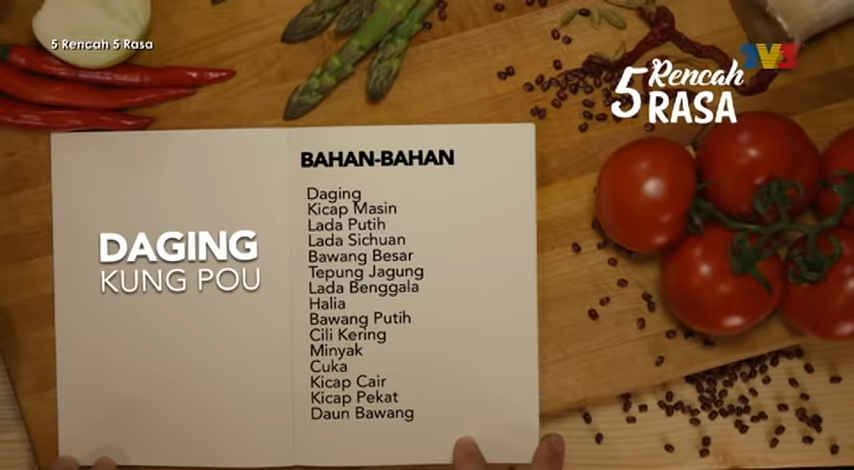 5 Rencah 5 Rasa
TV3
5 Rencah
RASA
BAHAN-BAHAN
DAGING
KUNG POU
Daging
Kicap Masin
Lada Putih
Lada Sichuan
Bawang Besar
Tepung Jagung
Lada Benggala
Halia
Bawang Putih
Cili Kering
Minyak
Cuka
Kicap Cair
Kicap Pekat
Daun Bawang